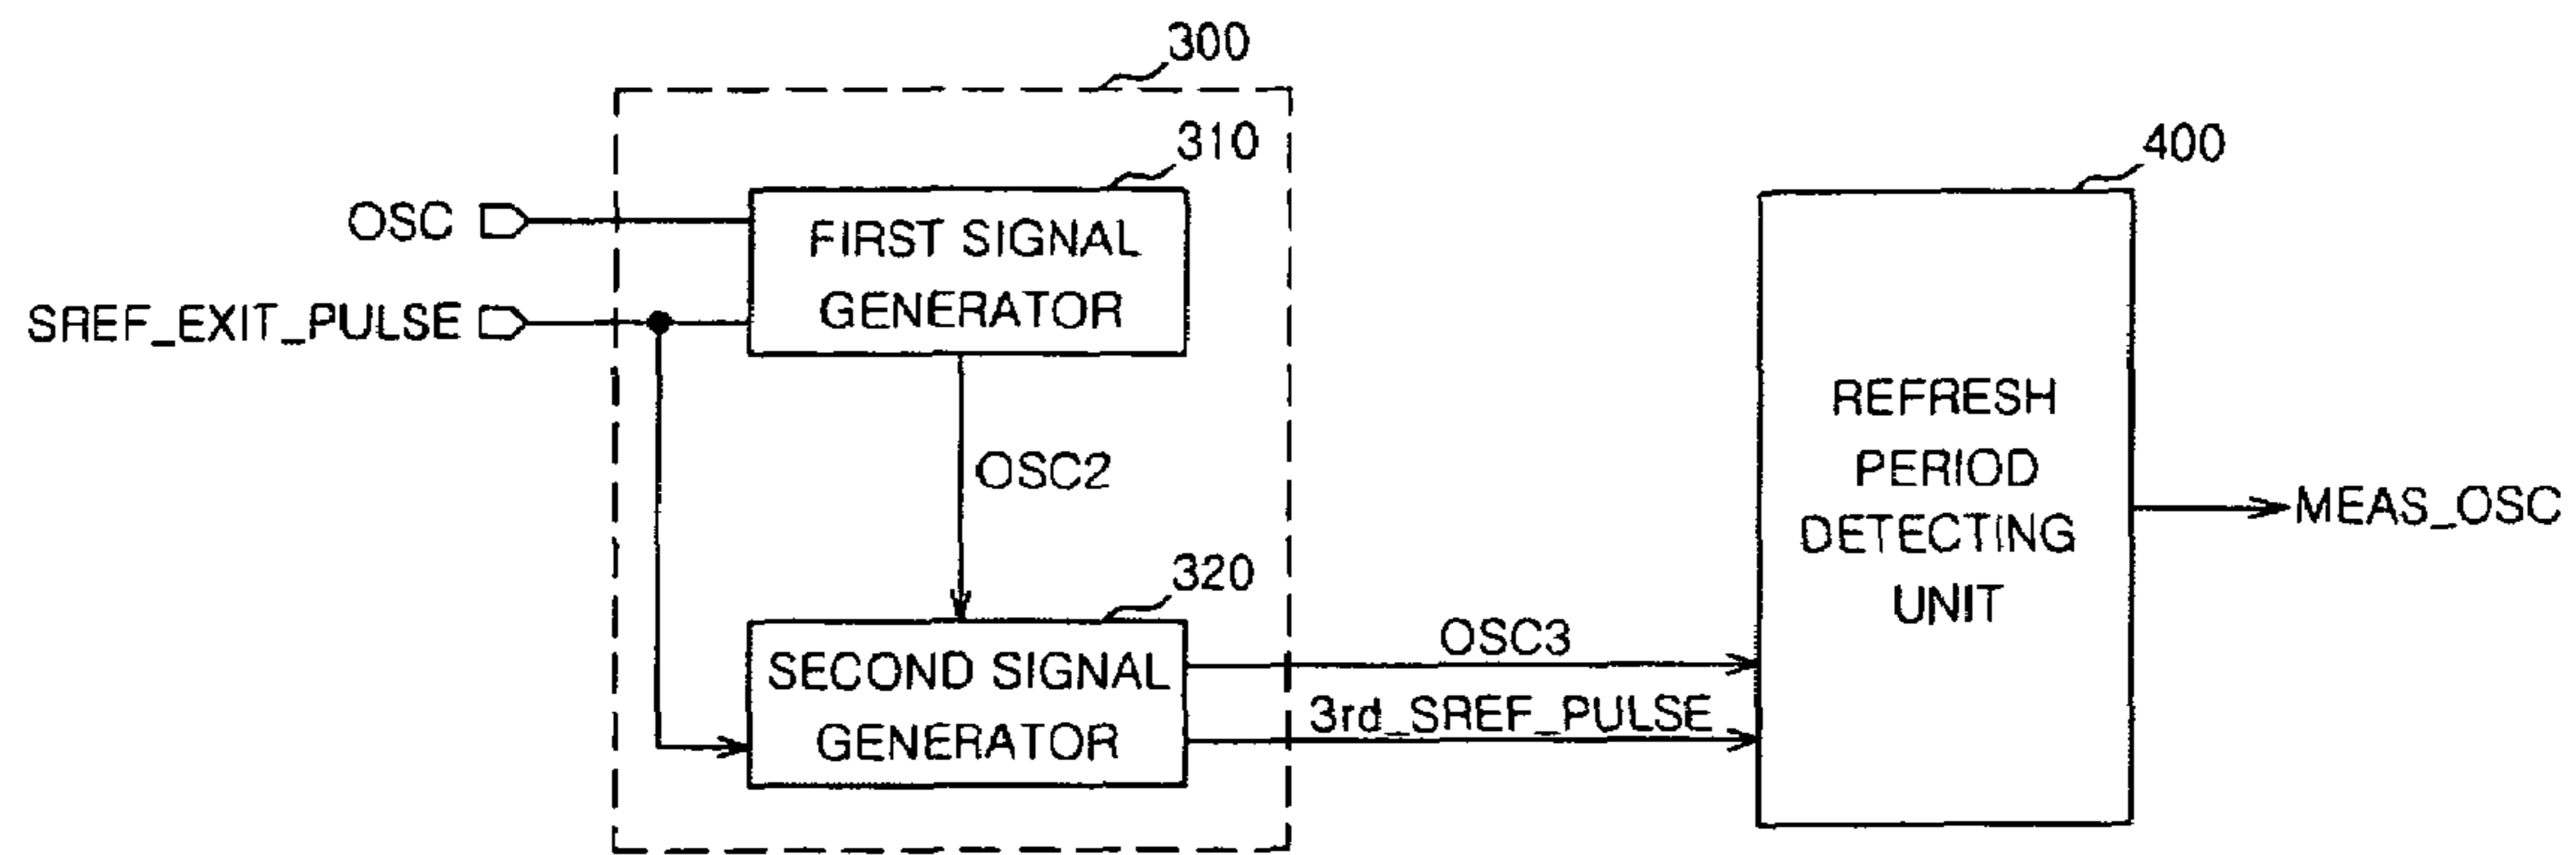 300
310
400
OSC
FIRST SIGNAL
GENERATOR
SREF_EXIT_PULSE
REFRESH
PERIOD
DETECTING
UNIT
OSC2
MEAS_OSC
320
OSC3
SECOND SIGNAL
GENERATOR
3rd_SREF_PULSE